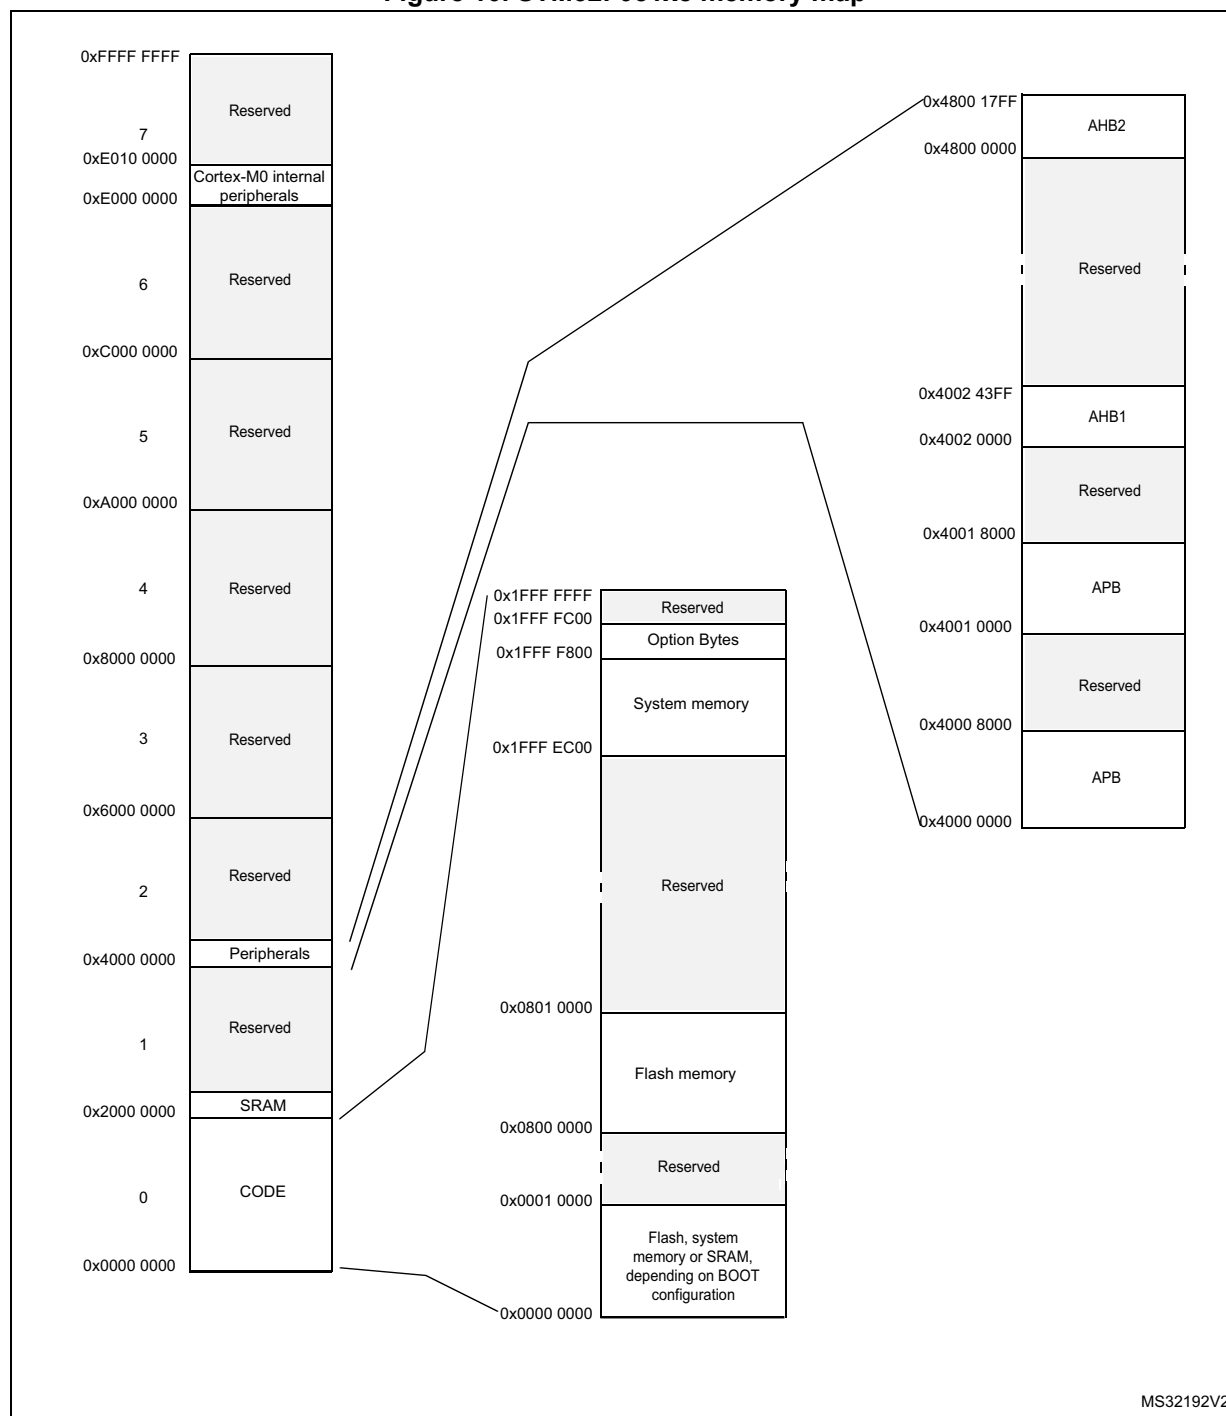 0xFFFF FFFF
Reserved
7
0xE010 0000
Cortex-M0 internal
peripherals
0xE000 0000
Reserved
6
0xC000 0000
Reserved
5
0xA000 0000
Reserved
4
0x8000 0000
Reserved
3
0x6000 0000
Reserved
2
Peripherals
0x4000 0000
Reserved
1
SRAM
0x2000 0000
CODE
0
0x0000 0000
0x1FFF FFFF
Reserved
0x1FFF FC00
Option Bytes
0x1FFF F800
System memory
0x1FFF EC00
Reserved
0x0801 0000
Flash memory
0x0800 0000
Reserved
0x0001 0000
Flash, system
memory or SRAM,
depending on BOOT
configuration
0x0000 0000
0x4800 17FF
AHB2
0x4800 0000
Reserved
0x4002 43FF
AHB1
0x4002 0000
Reserved
0x4001 8000
APB
0x4001 0000
Reserved
0x4000 8000
APB
0x4000 0000
MS32192V2